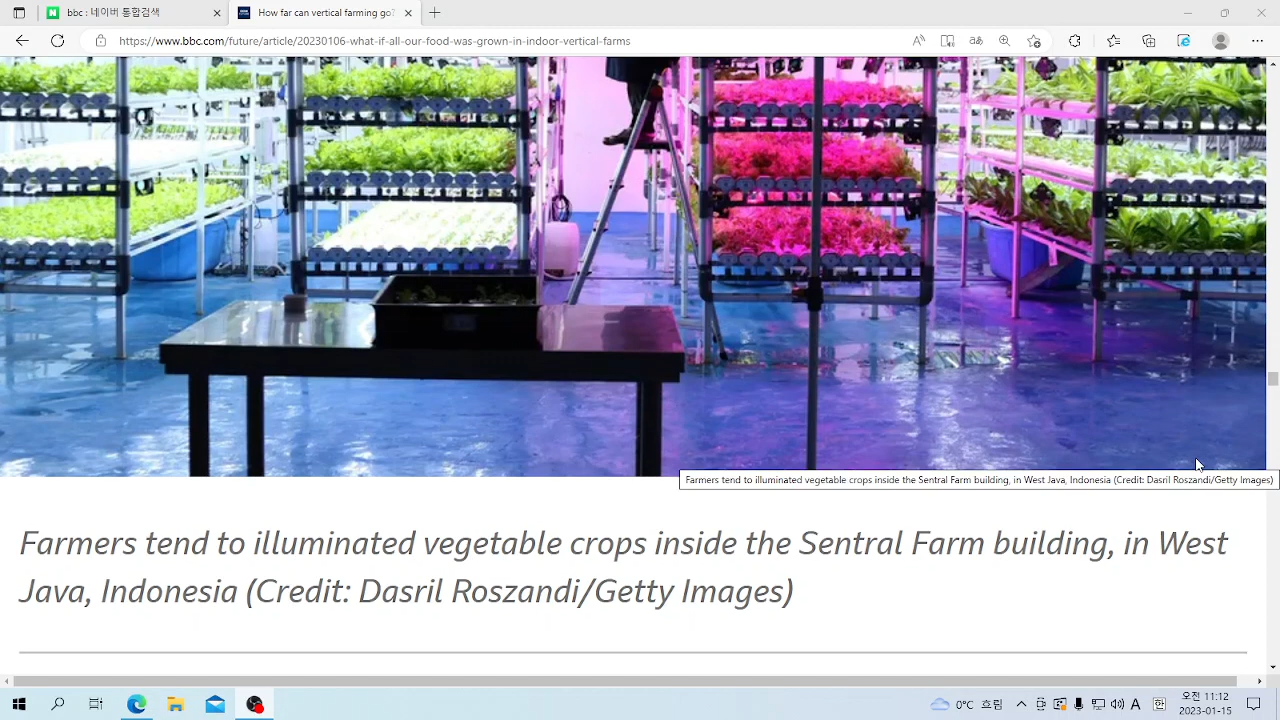 bbc : 네이버 통합검색
How far can vertical farming go?
https://www.bbc.com/future/article/20230106-what-if-all-our-food-was-grown-in-indoor-vertical-farms
Farmers tend to illuminated vegetable crops inside the Sentral Farm building, in West Java, Indonesia (Credit: Dasril Roszandi/Getty Images)
Farmers tend to illuminated vegetable crops inside the Sentral Farm building, in West
Java, Indonesia (Credit: Dasril Roszandi/Getty Images)
0°C 흐림
A
오전 11:12
2023-01-15